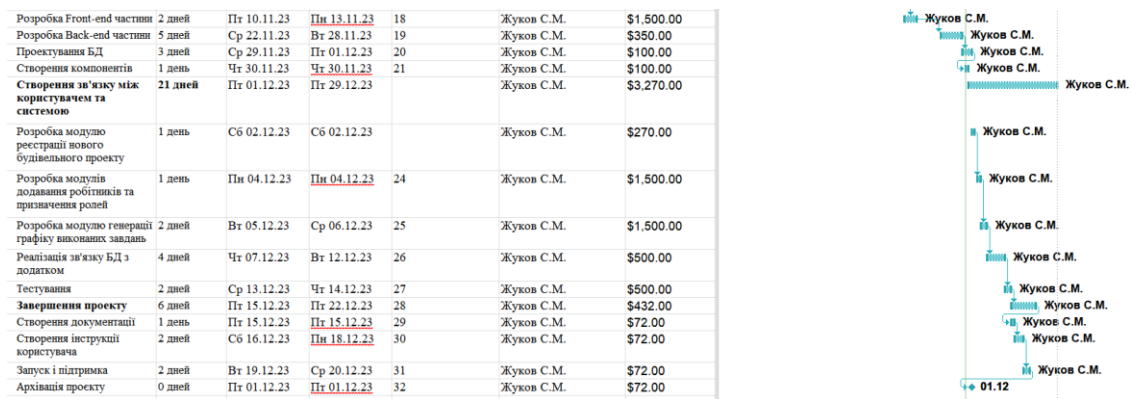 Розробка Front-end частини 2 дней Пт 10.11.23 Пн 13.11.23 18 Жуков С.М. $1,500.00 Жуков С.М.
Розробка Back-end частини 5 дней Ср 22.11.23 Вт 28.11.23 19 Жуков С.М. $350.00 Жуков С.М.
Проектування БД 3 дней Ср 29.11.23 Пт 01.12.23 20 Жуков С.М. $100.00 Жуков С.М.
Створення компонентів 1 день Чт 30.11.23 Чт 30.11.23 21 Жуков С.М. $100.00 Жуков С.М.
Створення зв'язку між 21 дней Пт 01.12.23 Пт 29.12.23 Жуков С.М. $3,270.00 Жуков С.М.
користувачем та
системою
Розробка модулю 1 день Сб 02.12.23 Сб 02.12.23 Жуков С.М. $270.00 Жуков С.М.
реєстрації нового
будівельного проекту
Розробка модулів 1 день Пн 04.12.23 Пн 04.12.23 24 Жуков С.М. $1,500.00 Жуков С.М.
додавання робітників та
призначення ролей
Розробка модулю генерації 2 дней Вт 05.12.23 Ср 06.12.23 25 Жуков С.М. $1,500.00 Жуков С.М.
графіку виконаних завдань
Реалізація зв'язку БД з 4 дней Чт 07.12.23 Вт 12.12.23 26 Жуков С.М. $500.00 Жуков С.М.
додатком
Тестування 2 дней Ср 13.12.23 Чт 14.12.23 27 Жуков С.М. $500.00 Жуков С.М.
Завершення проекту 6 дней Пт 15.12.23 Пт 22.12.23 28 Жуков С.М. $432.00 Жуков С.М.
Створення документації 1 день Пт 15.12.23 Пт 15.12.23 29 Жуков С.М. $72.00 Жуков С.М.
Створення інструкції 2 дней Сб 16.12.23 Пн 18.12.23 30 Жуков С.М. $72.00 Жуков С.М.
користувача
Запуск і підтримка 2 дней Вт 19.12.23 Ср 20.12.23 31 Жуков С.М. $72.00 Жуков С.М.
Архівація проєкту 0 дней Пт 01.12.23 Пт 01.12.23 32 Жуков С.М. $72.00 01.12